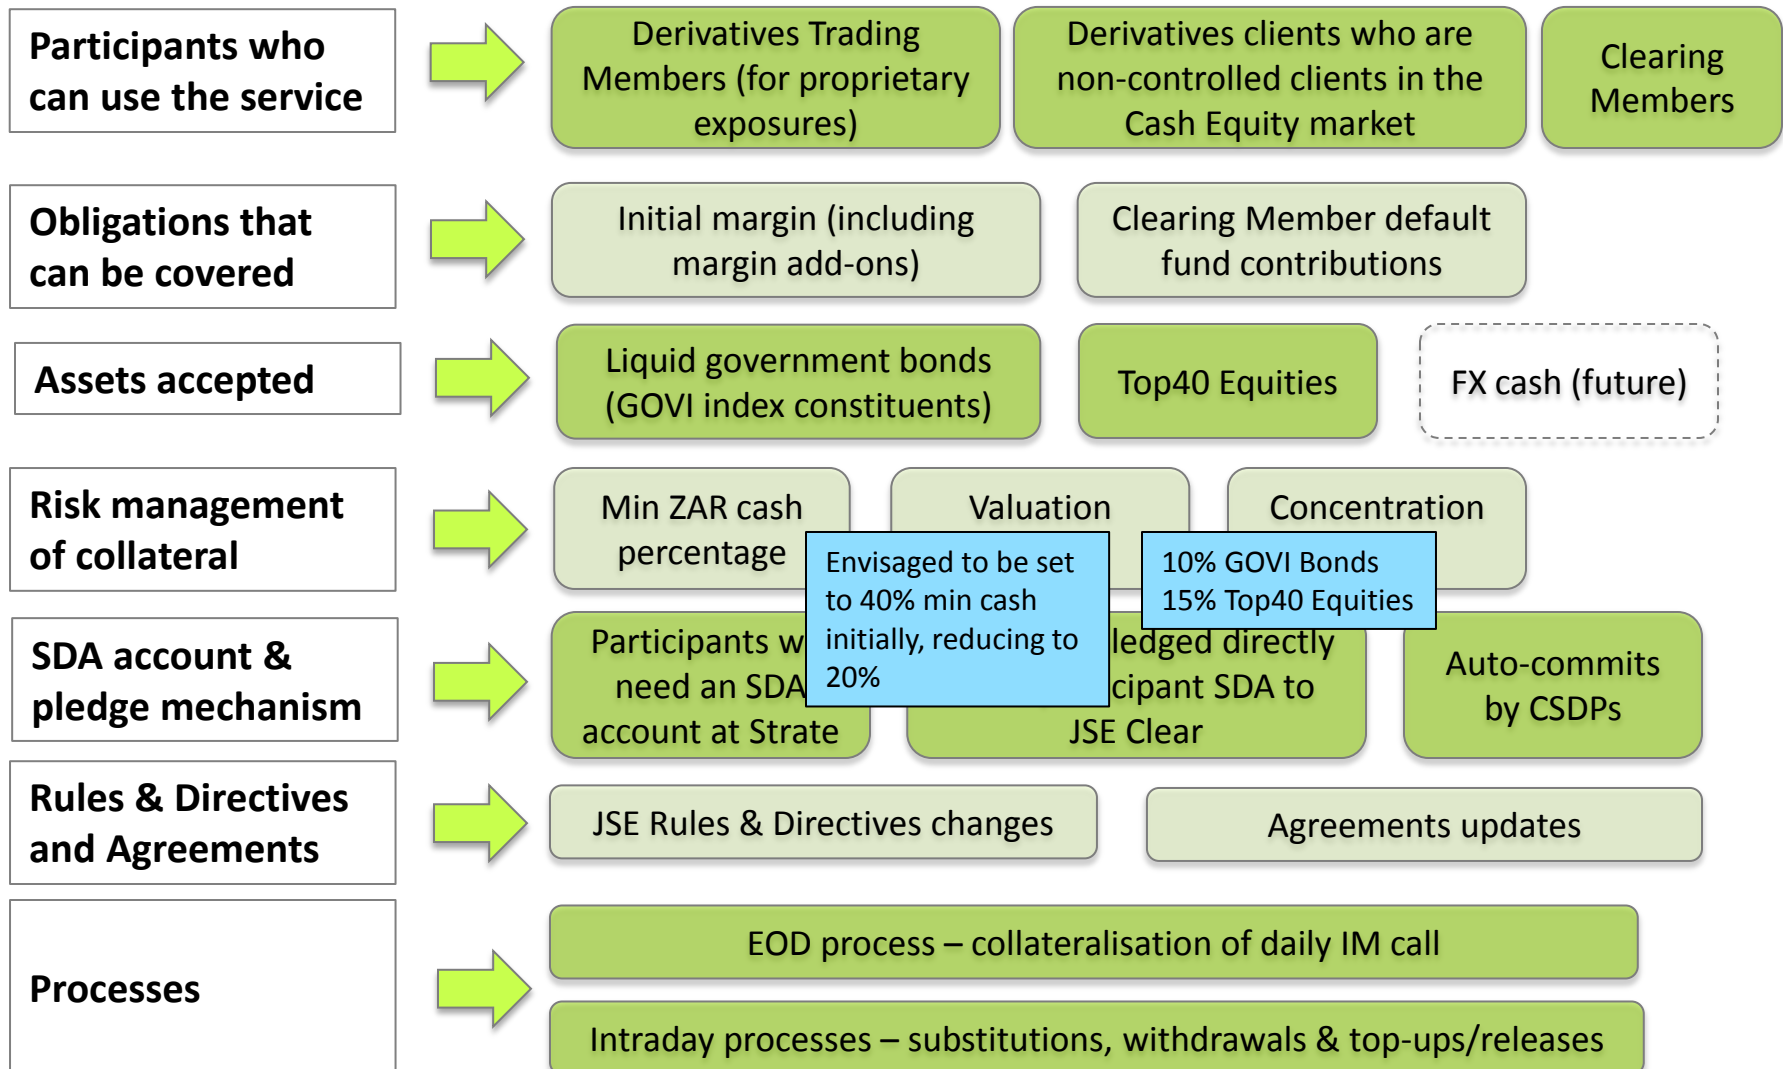 Participants who
can use the service
Derivatives Trading
Members (for proprietary
exposures)
Derivatives clients who are
non-controlled clients in the
Cash Equity market
Clearing
Members
Obligations that
can be covered
Initial margin (including
margin add-ons)
Clearing Member default
fund contributions
Assets accepted
Liquid government bonds
(GOVI index constituents)
Top40 Equities
FX cash (future)
Risk management
of collateral
Min ZAR cash
percentage
Valuation
Concentration
Envisaged to be set
to 40% min cash
initially, reducing to
20%
10% GOVI Bonds
15% Top40 Equities
SDA account &
pledge mechanism
Participants
need an SDA
account at Strate
directly
SDA to
JSE Clear
Auto-commits
by CSDPs
Rules & Directives
and Agreements
JSE Rules & Directives changes
Agreements updates
Processes
EOD process – collateralisation of daily IM call
Intraday processes – substitutions, withdrawals & top-ups/releases